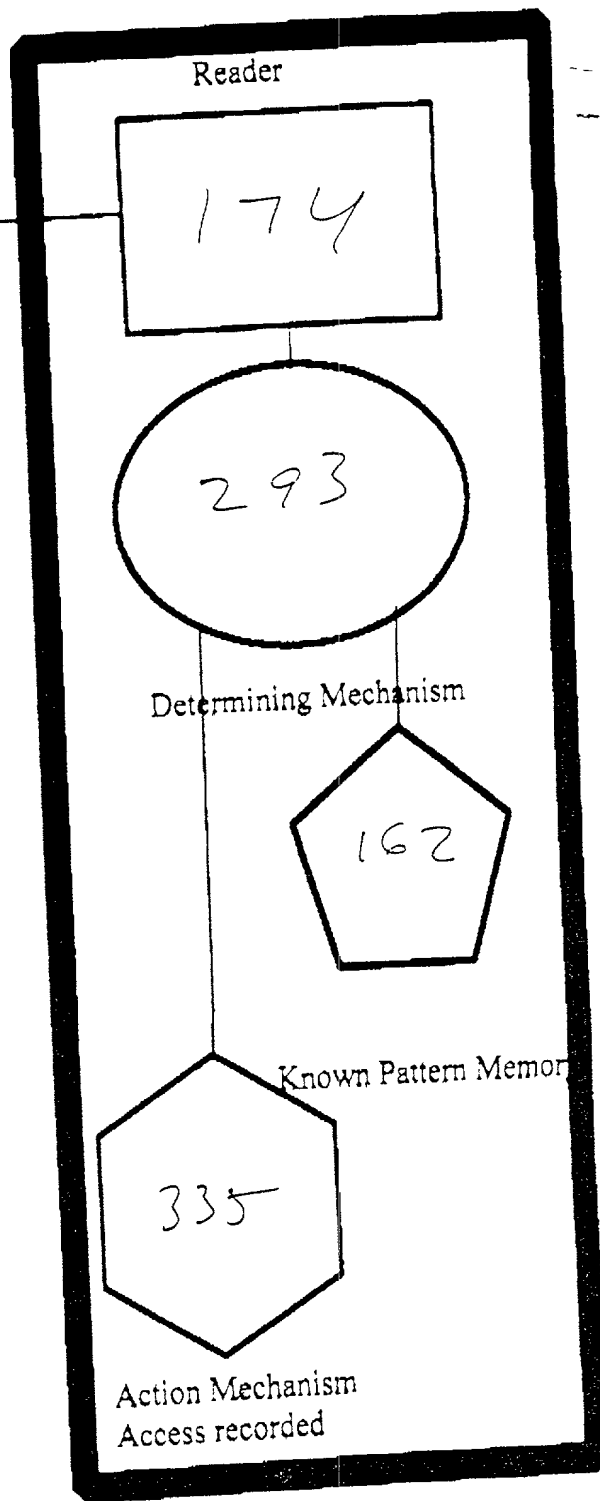 Reader
174
293
Determining Mechanism
162
Known Pattern Memor
335
Action Mechanism
Access recorded